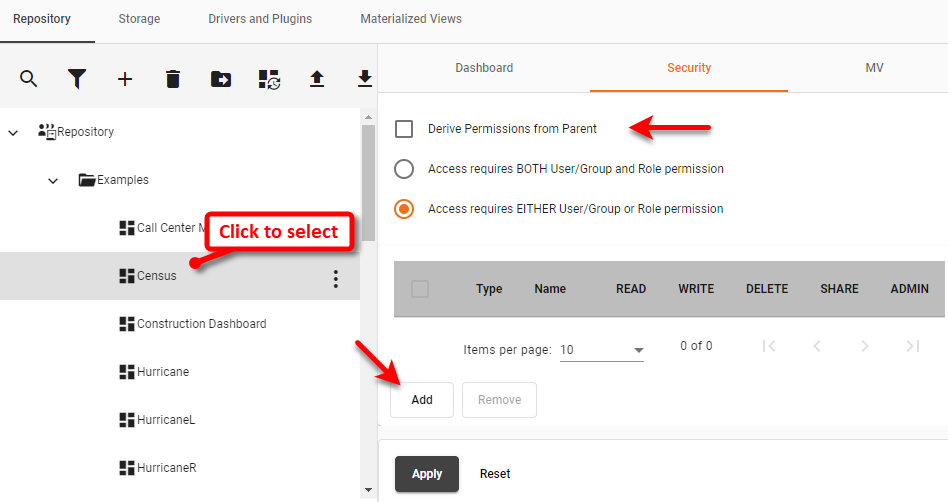 Repository Storage Drivers and Plugins Materialized Views
Dashboard Security MV
Repository
Examples
Call Center M
Click to select
Census
Construction Dashboard
Hurricane
HurricaneL
HurricaneR
Derive Permissions from Parent
Access requires BOTH User/Group and Role permission
Access requires EITHER User/Group or Role permission
Type Name READ WRITE DELETE SHARE ADMIN
Items per page: 10 0 of 0
Add Remove
Apply Reset